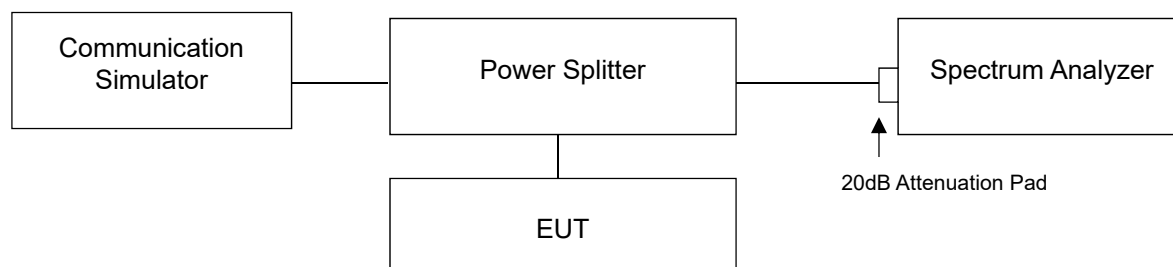 Communication
Simulator
Power Splitter
Spectrum Analyzer
20dB Attenuation Pad
EUT